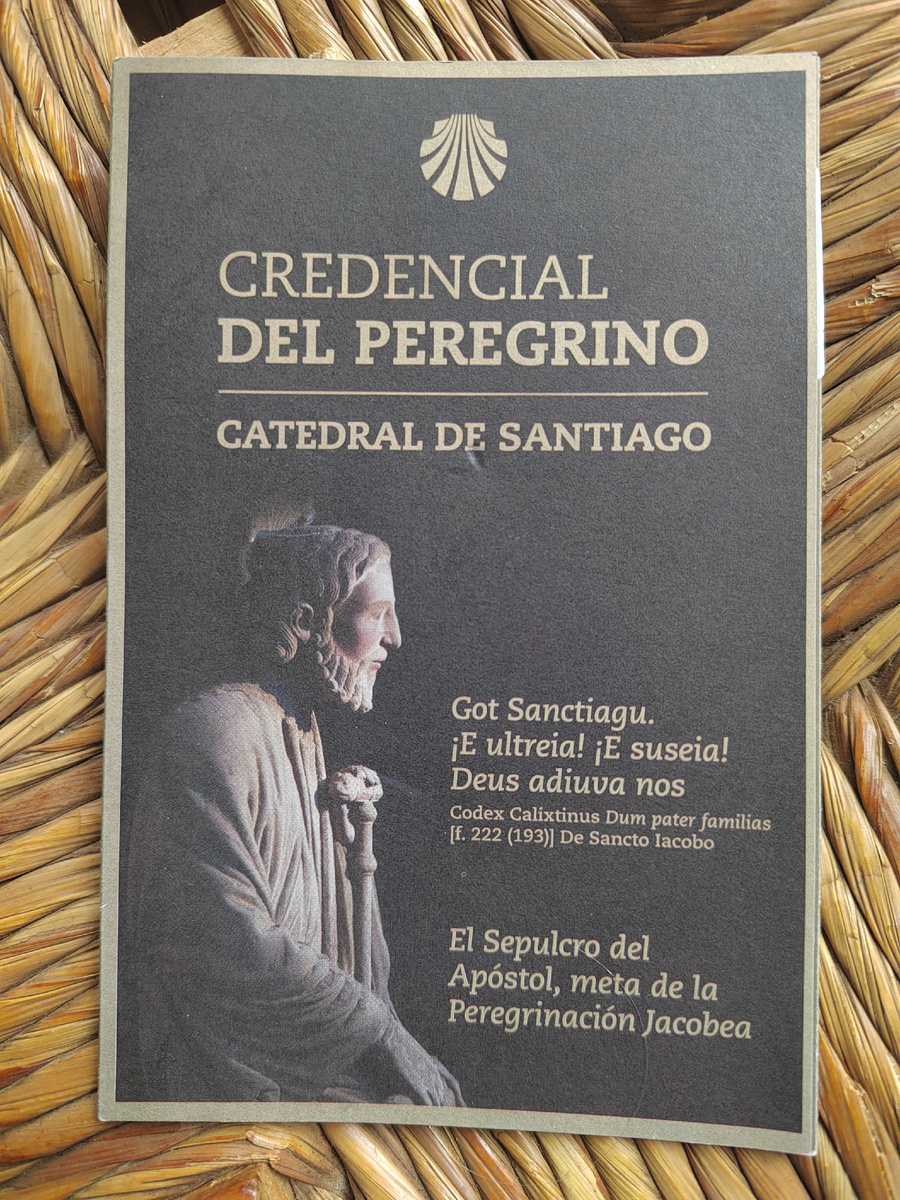 CREDENCIAL
DEL PEREGRINO
CATEDRAL DE SANTIAGO
Got Sanctiagu.
¡E ultreia! ¡E suseia!
Deus adiuva nos
Codex Calixtinus Dum pater familias
[f. 222 (193)] De Sancto Iacobo
El Sepulcro del
Apóstol, meta de la
Peregrinación Jacobea